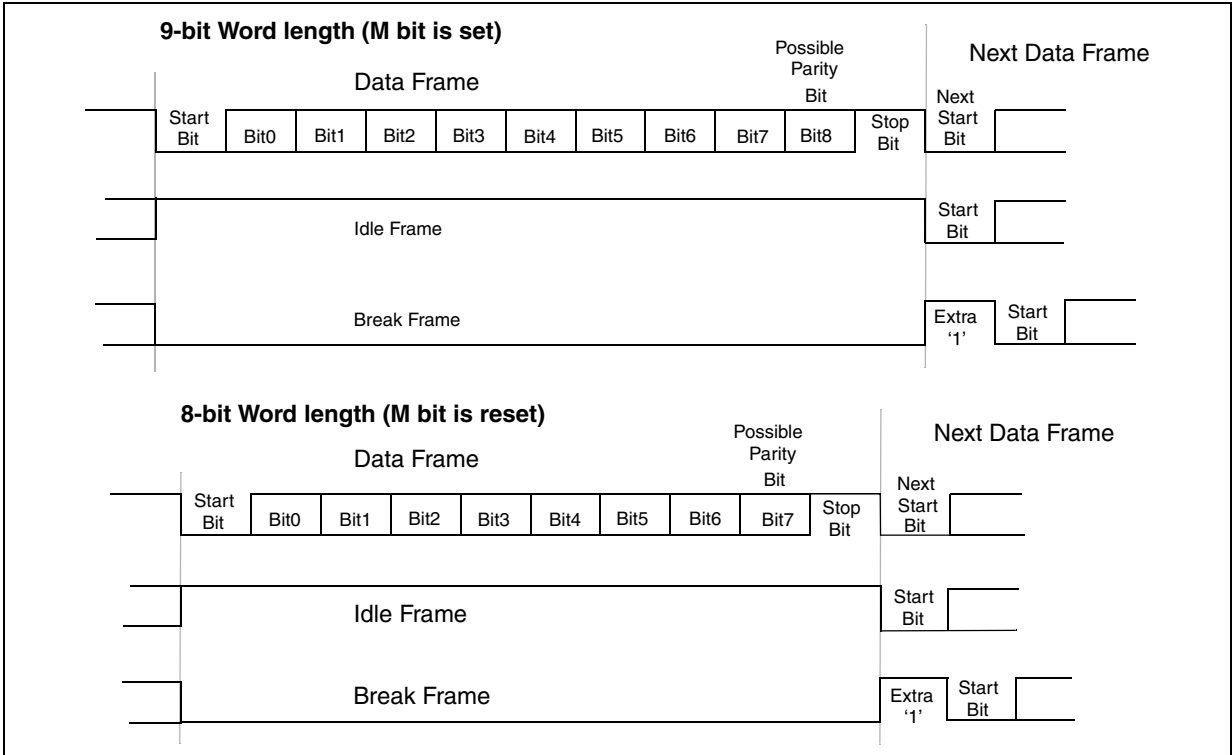 9-bit Word length (M bit is set)
Possible
Parity
Bit
Next Data Frame
Data Frame
Start
Bit
Bit0
Bit1
Bit2
Bit3
Bit4
Bit5
Bit6
Bit7
Bit8
Stop
Bit
Next
Start
Bit
Idle Frame
Start
Bit
Break Frame
Extra
‘1’
Start
Bit
8-bit Word length (M bit is reset)
Possible
Parity
Bit
Next Data Frame
Data Frame
Start
Bit
Bit0
Bit1
Bit2
Bit3
Bit4
Bit5
Bit6
Bit7
Stop
Bit
Next
Start
Bit
Idle Frame
Start
Bit
Break Frame
Extra
‘1’
Start
Bit